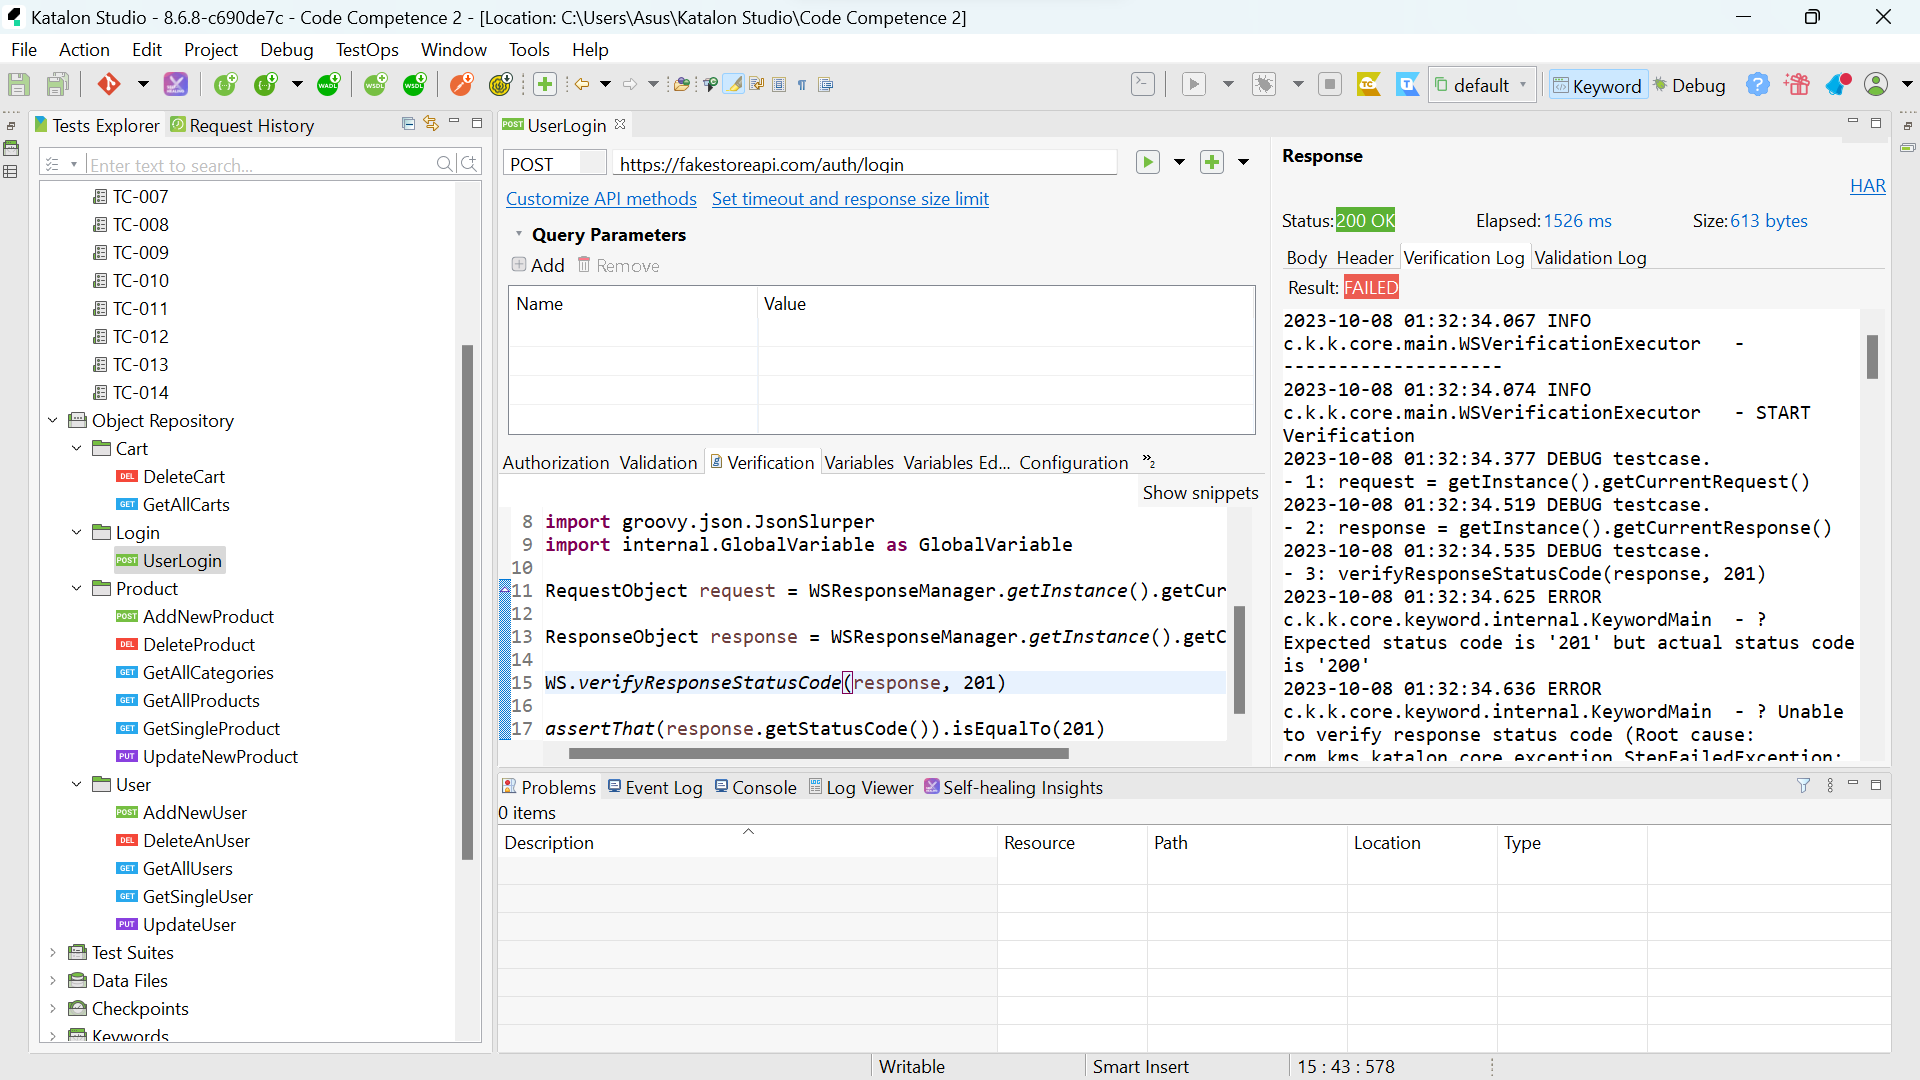 Katalon Studio - 8.6.8-c690de7c - Code Competence 2 - [Location: C:\Users\Asus\Katalon Studio\Code Competence 2]
File Action Edit Project Debug TestOps Window Tools Help
default
Keyword
Debug
Tests Explorer
Request History
Enter text to search...
TC-007
TC-008
TC-009
TC-010
TC-011
TC-012
TC-013
TC-014
Object Repository
Cart
DEL DeleteCart
GET GetAllCarts
Login
POST UserLogin
Product
POST AddNewProduct
DEL DeleteProduct
GET GetAllCategories
GET GetAllProducts
GET GetSingleProduct
PUT UpdateNewProduct
User
POST AddNewUser
DEL DeleteAnUser
GET GetAllUsers
GET GetSingleUser
PUT UpdateUser
Test Suites
Data Files
Checkpoints
Keywords
POST UserLogin
POST
https://fakestoreapi.com/auth/login
Customize API methods
Set timeout and response size limit
Query Parameters
Add Remove
Name Value
Authorization Validation Verification Variables Variables Ed... Configuration »2
Show snippets
8 import groovy.json.JsonSlurper
9 import internal.GlobalVariable as GlobalVariable
10
11 RequestObject request = WSResponseManager.getInstance().getCur
12
13 ResponseObject response = WSResponseManager.getInstance().getC
14
15 WS.verifyResponseStatusCode(response, 201)
16
17 assertThat(response.getStatusCode()).isEqualTo(201)
Response
HAR
Status: 200 OK Elapsed: 1526 ms Size: 613 bytes
Body Header Verification Log Validation Log
Result: FAILED
2023-10-08 01:32:34.067 INFO
c.k.k.core.main.WSVerificationExecutor -
--------------------
2023-10-08 01:32:34.074 INFO
c.k.k.core.main.WSVerificationExecutor - START
Verification
2023-10-08 01:32:34.377 DEBUG testcase.
- 1: request = getInstance().getCurrentRequest()
2023-10-08 01:32:34.519 DEBUG testcase.
- 2: response = getInstance().getCurrentResponse()
2023-10-08 01:32:34.535 DEBUG testcase.
- 3: verifyResponseStatusCode(response, 201)
2023-10-08 01:32:34.625 ERROR
c.k.k.core.keyword.internal.KeywordMain - ?
Expected status code is '201' but actual status code
is '200'
2023-10-08 01:32:34.636 ERROR
c.k.k.core.keyword.internal.KeywordMain - ? Unable
to verify response status code (Root cause:
com.kms.katalon.core.exception.StepFailedException:
Problems Event Log Console Log Viewer Self-healing Insights
0 items
Description Resource Path Location Type
Writable Smart Insert 15 : 43 : 578